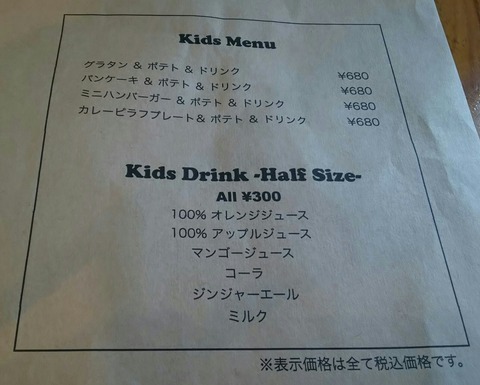 Kids Menu
グラタン & ポテト & ドリンク ¥680
パンケーキ & ポテト & ドリンク ¥680
ミニハンバーガー & ポテト & ドリンク ¥680
カレーピラフプレート& ポテト & ドリンク ¥680
Kids Drink -Half Size-
All ¥300
100% オレンジジュース
100% アップルジュース
マンゴージュース
コーラ
ジンジャーエール
ミルク
※表示価格は全て税込価格です。